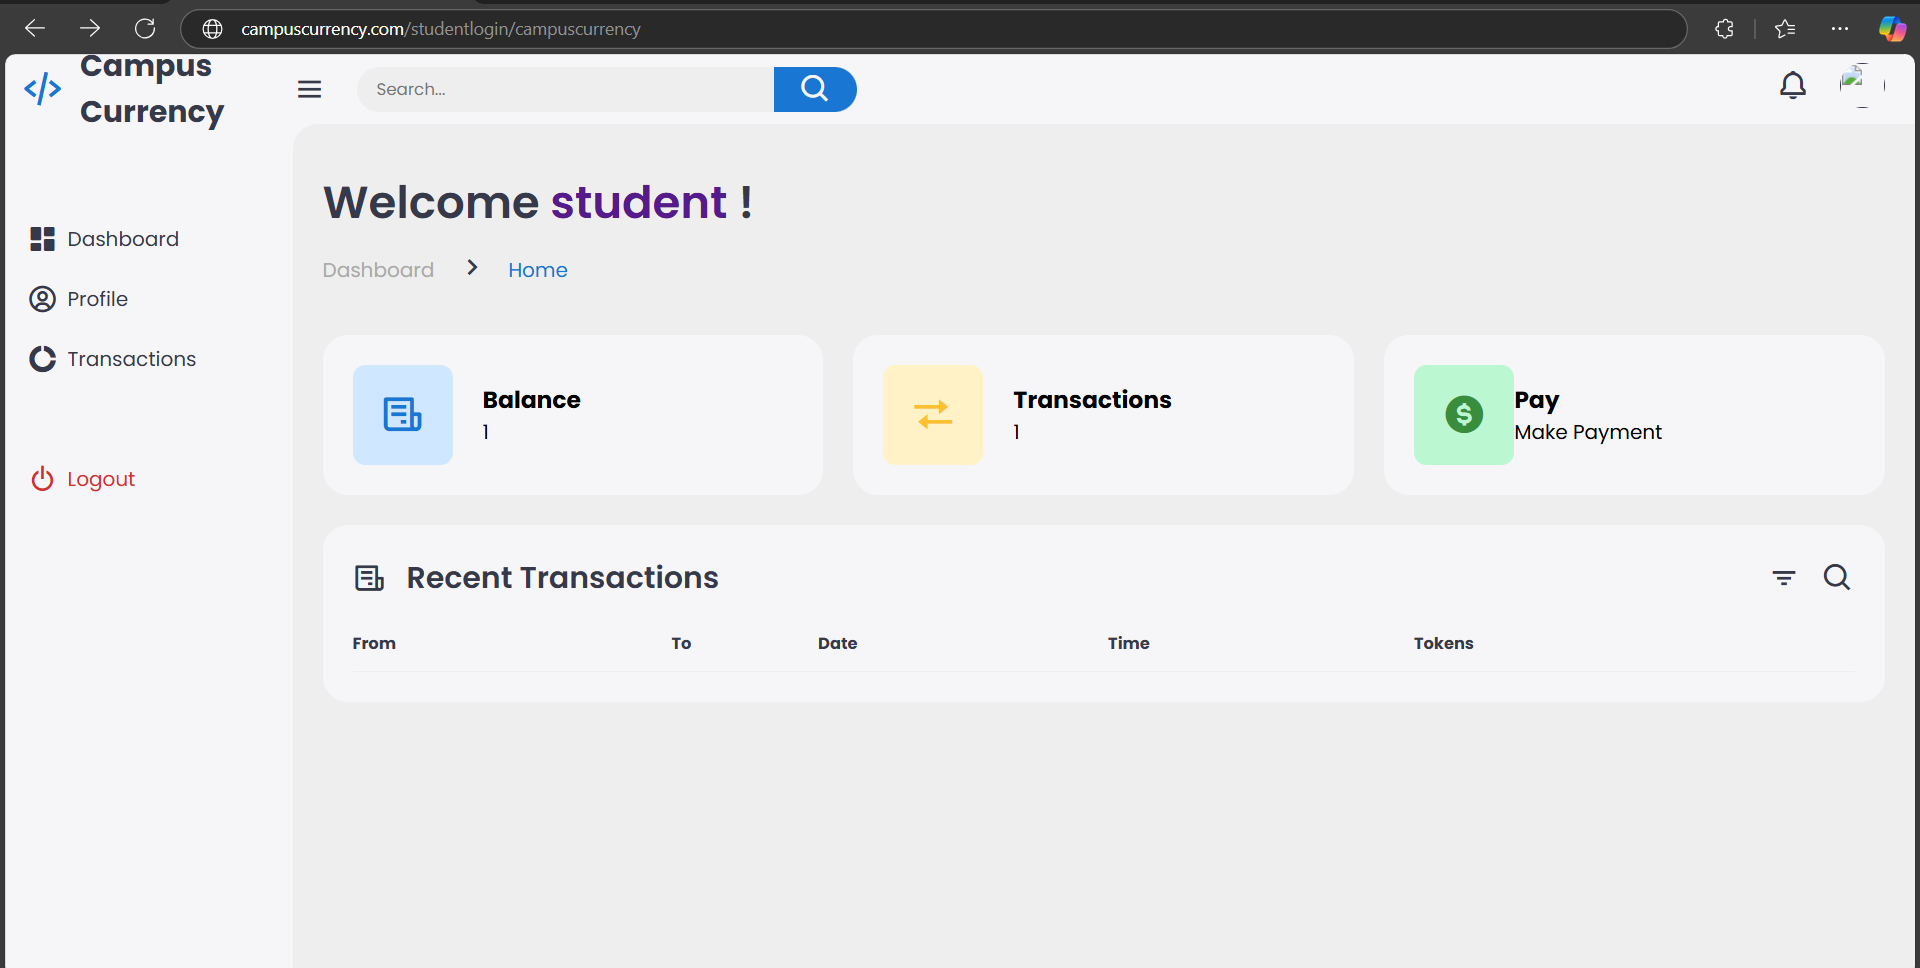 campuscurrency.com/studentlogin/campuscurrency
Campus
Currency
Search...
Welcome student !
Dashboard
Home
Dashboard
Profile
Transactions
Logout
Balance
1
Transactions
1
Pay
Make Payment
Recent Transactions
From To Date Time Tokens